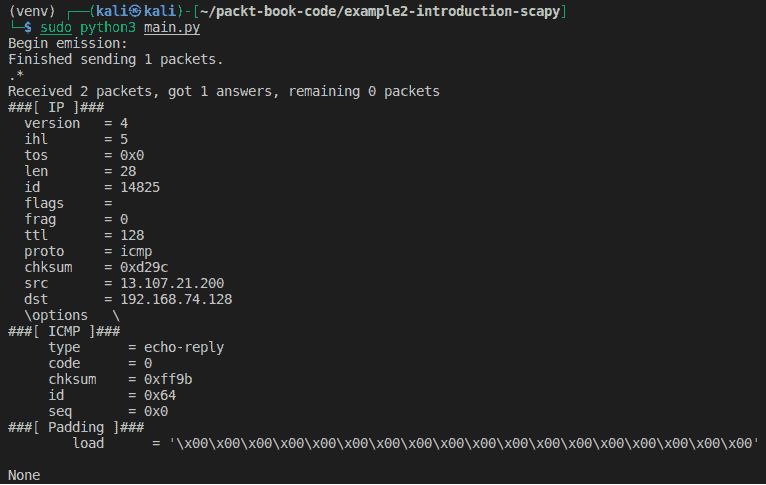 (venv) ┌──(kali㉿kali)-[~/packt-book-code/example2-introduction-scapy]
└─$ sudo python3 main.py
Begin emission:
Finished sending 1 packets.
.*
Received 2 packets, got 1 answers, remaining 0 packets
###[ IP ]###
  version   = 4
  ihl       = 5
  tos       = 0x0
  len       = 28
  id        = 14825
  flags     =
  frag      = 0
  ttl       = 128
  proto     = icmp
  chksum    = 0xd29c
  src       = 13.107.21.200
  dst       = 192.168.74.128
  \options   \
###[ ICMP ]###
     type      = echo-reply
     code      = 0
     chksum    = 0xff9b
     id        = 0x64
     seq       = 0x0
###[ Padding ]###
        load      = '\x00\x00\x00\x00\x00\x00\x00\x00\x00\x00\x00\x00\x00\x00\x00\x00\x00\x00'
None